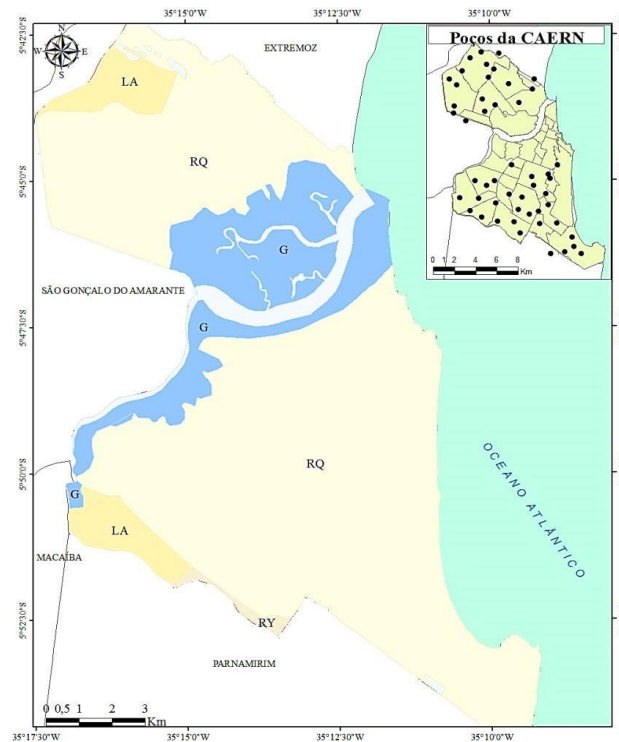 35°15'0"W 35°12'30"W 35°10'0"W
5°42'30"S
N
W E
S
EXTREMOZ
Poços da CAERN
LA
RQ
5°45'0"S
G
0 2 4 6 8
Km
SÃO GONÇALO DO AMARANTE
5°47'30"S
G
OCEANO ATLÂNTICO
RQ
5°50'0"S
G
LA
MACAÍBA
5°52'30"S
RY
PARNAMIRIM
0 0,5 1 2 3
Km
35°17'30"W 35°15'0"W 35°12'30"W 35°10'0"W